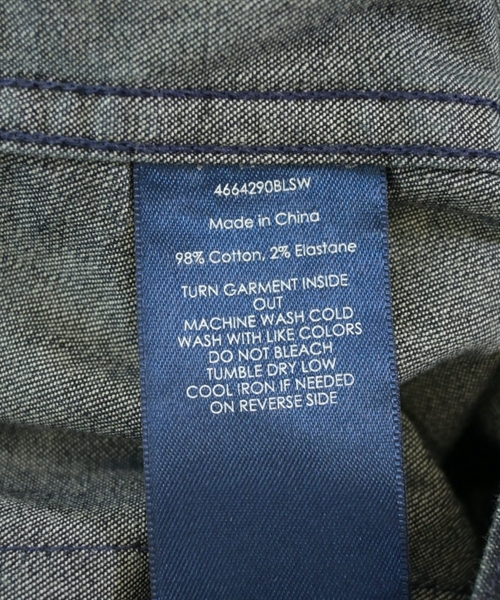 4664290BLSW
Made in China
98% Cotton, 2% Elastane
TURN GARMENT INSIDE
OUT
MACHINE WASH COLD
WASH WITH LIKE COLORS
DO NOT BLEACH
TUMBLE DRY LOW
COOL IRON IF NEEDED
ON REVERSE SIDE